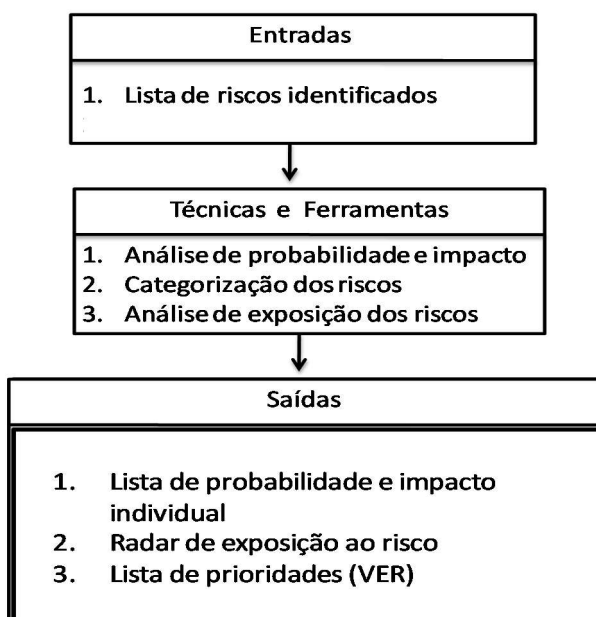 Entradas
1. Lista de riscos identificados
Técnicas e Ferramentas
1. Análise de probabilidade e impacto
2. Categorização dos riscos
3. Análise de exposição dos riscos
Saídas
1. Lista de probabilidade e impacto
individual
2. Radar de exposição ao risco
3. Lista de prioridades (VER)